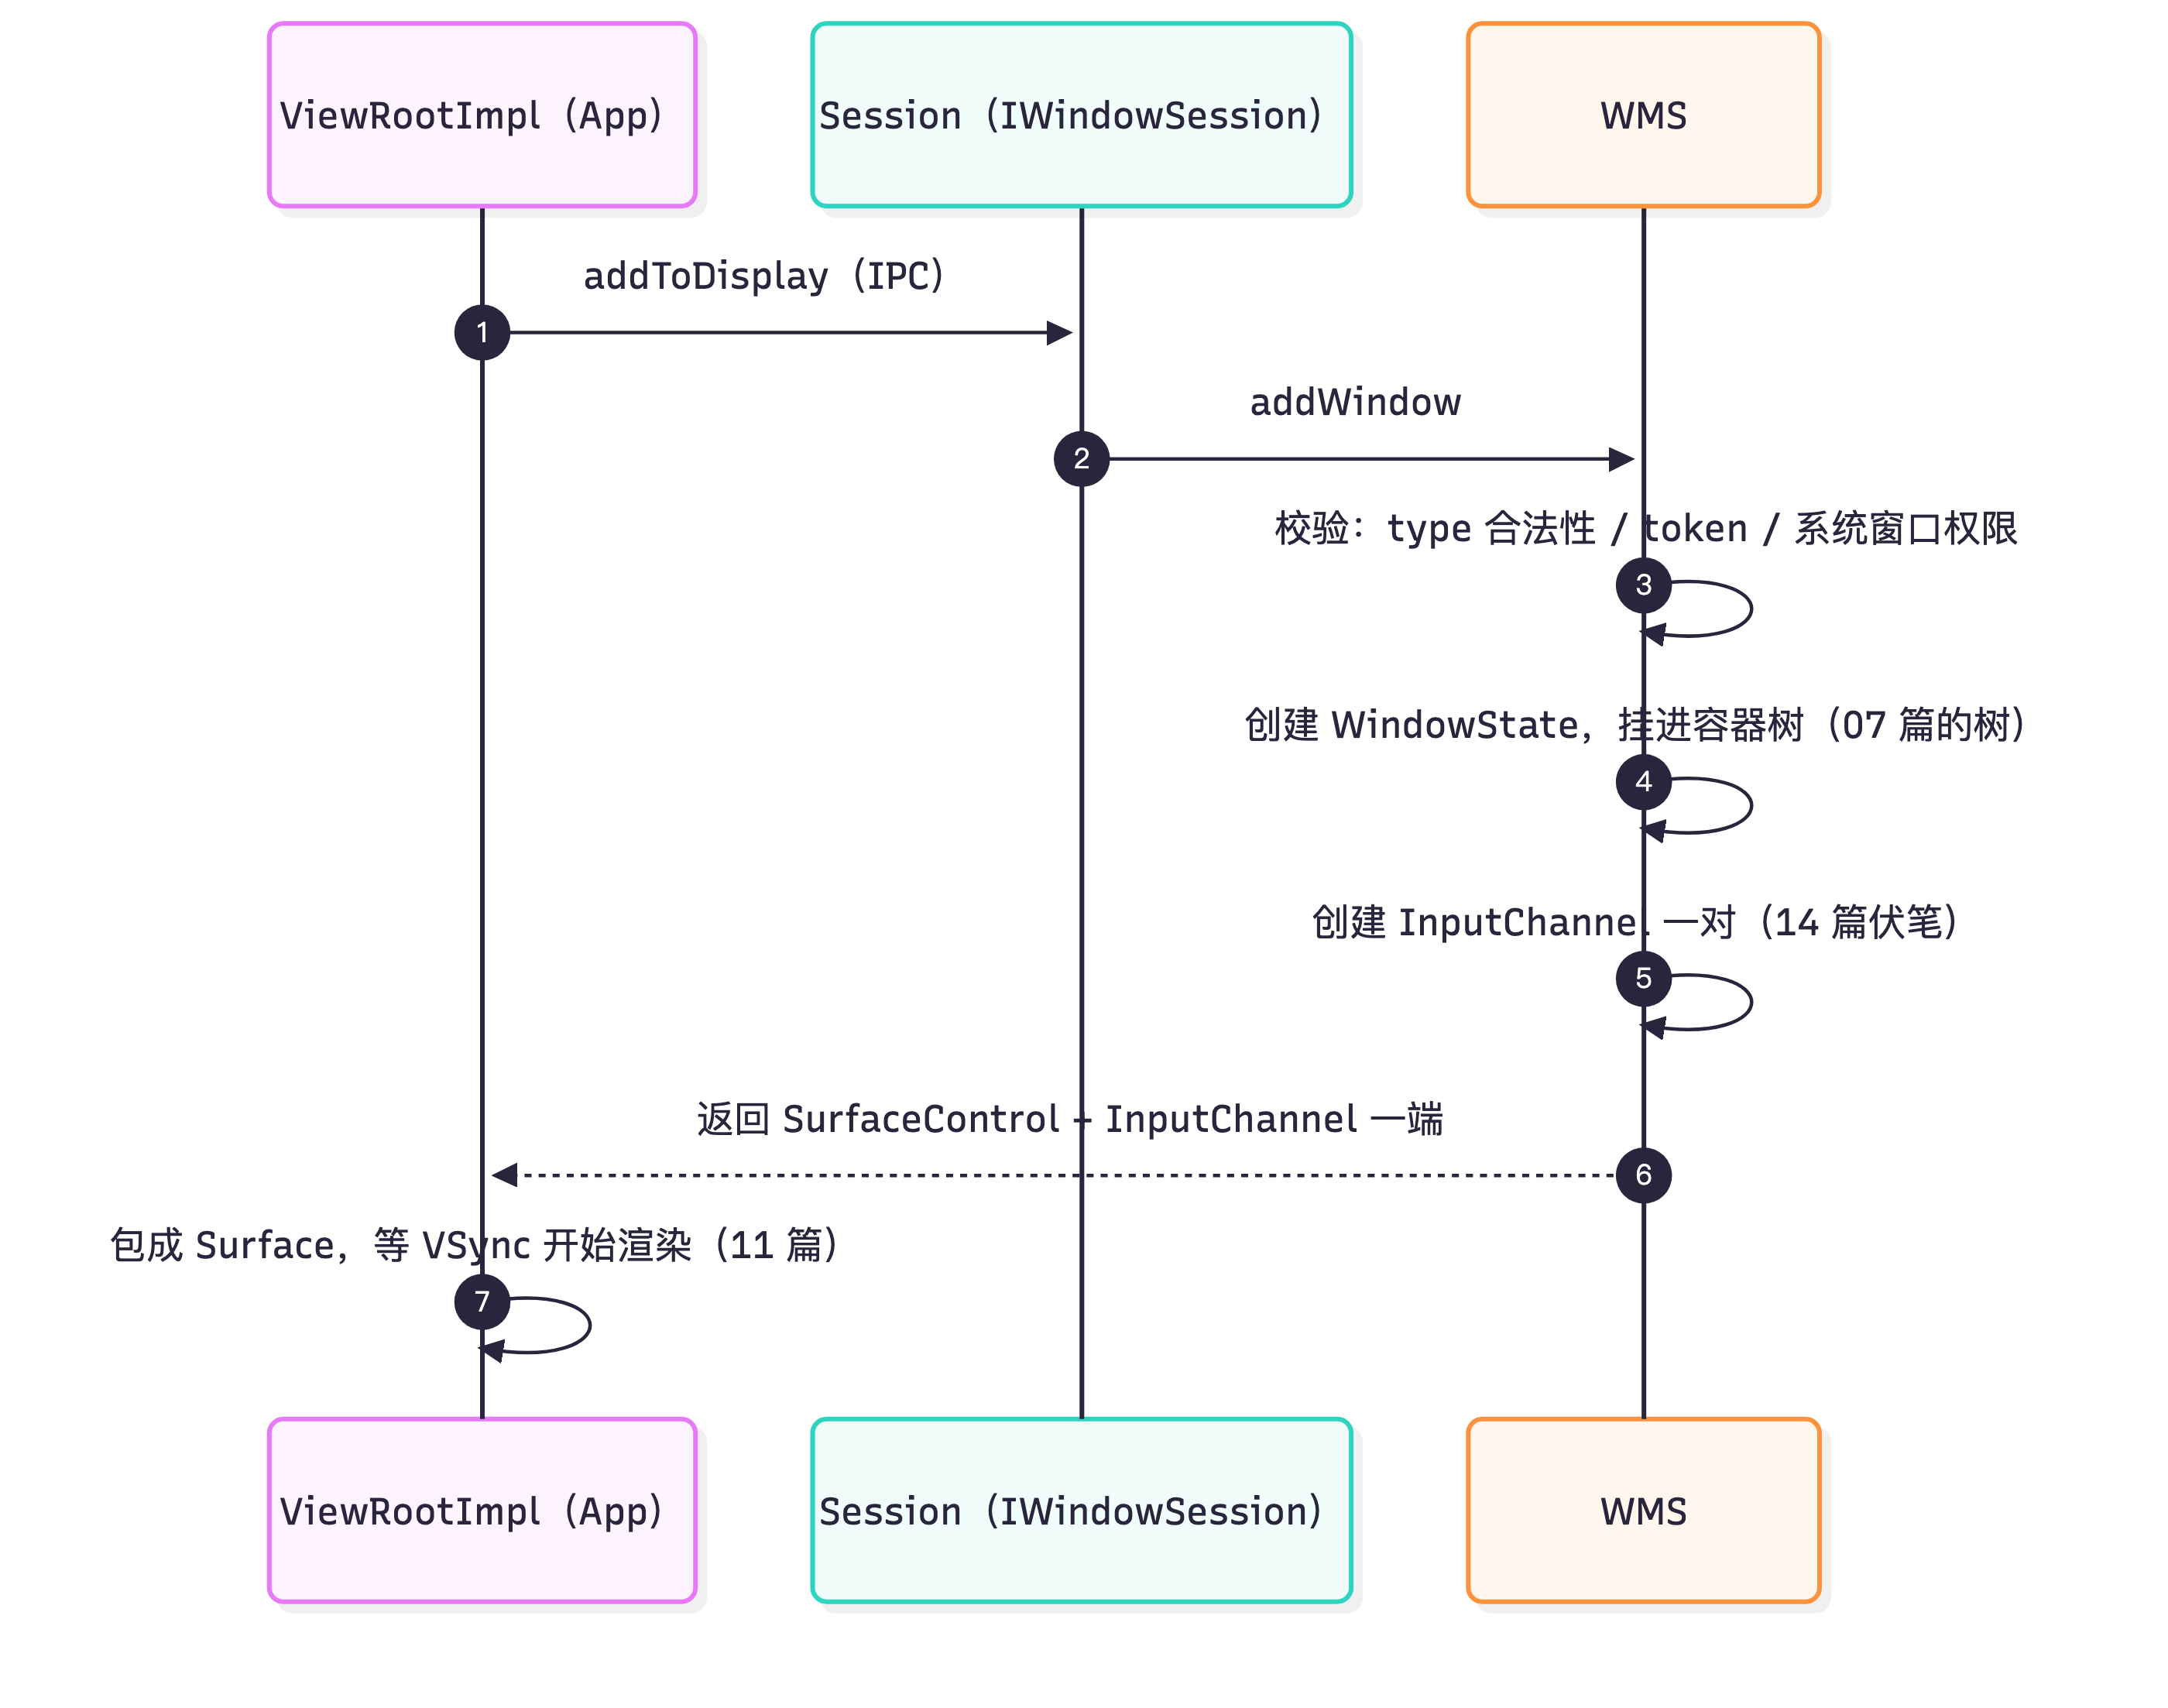 ViewRootImpl（App）
Session（IWindowSession）
WMS
addToDisplay（IPC）
1
addWindow
2
校验：type 合法性 / token / 系统窗口权限
3
创建 WindowState，挂进容器树（07 篇的树）
4
创建 InputChannel 一对（14 篇伏笔）
5
返回 SurfaceControl + InputChannel 一端
6
包成 Surface，等 VSync 开始渲染（11 篇）
7
ViewRootImpl（App）
Session（IWindowSession）
WMS